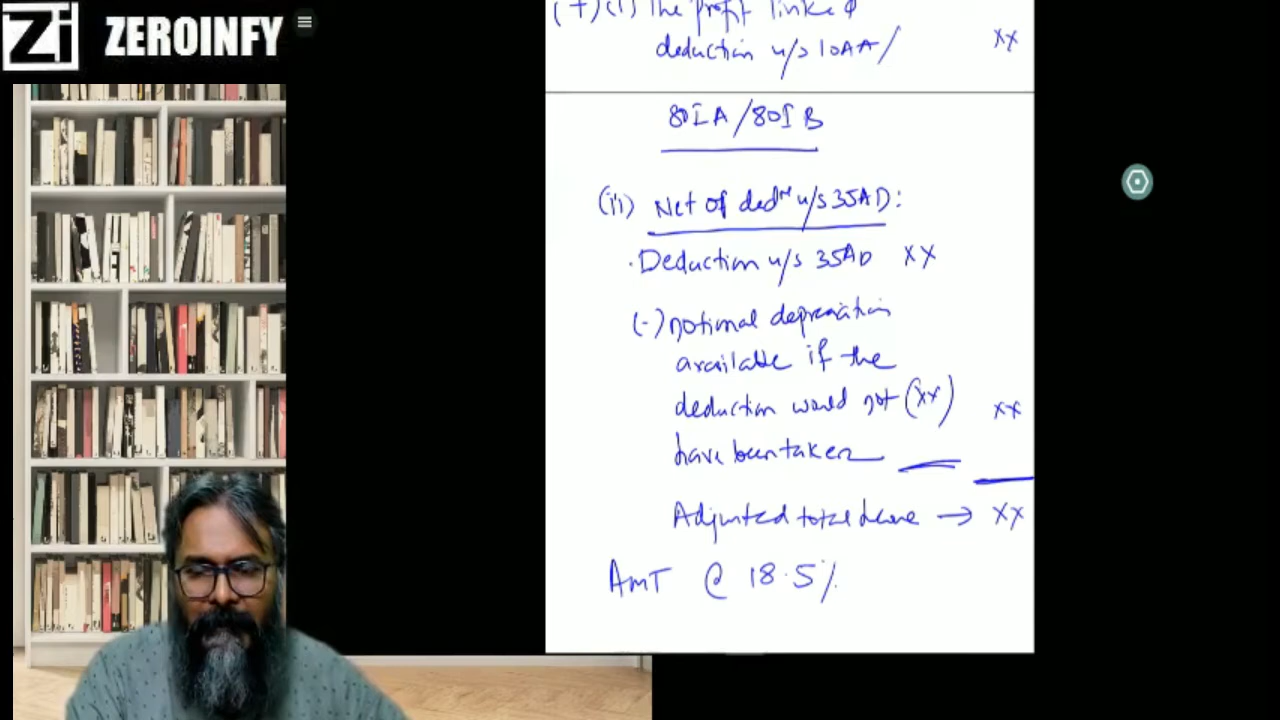 Zi ZEROINFY
(+) (i) The profit linked
deduction u/s 10AA/ XX
80IA/80IB
(ii) Net of dedn u/s 35AD:
. Deduction u/s 35AD XX
(-) notional depreciation
available if the
deduction would not (XX) XX
have been taken
Adjusted total → XX
AMT @ 18.5%